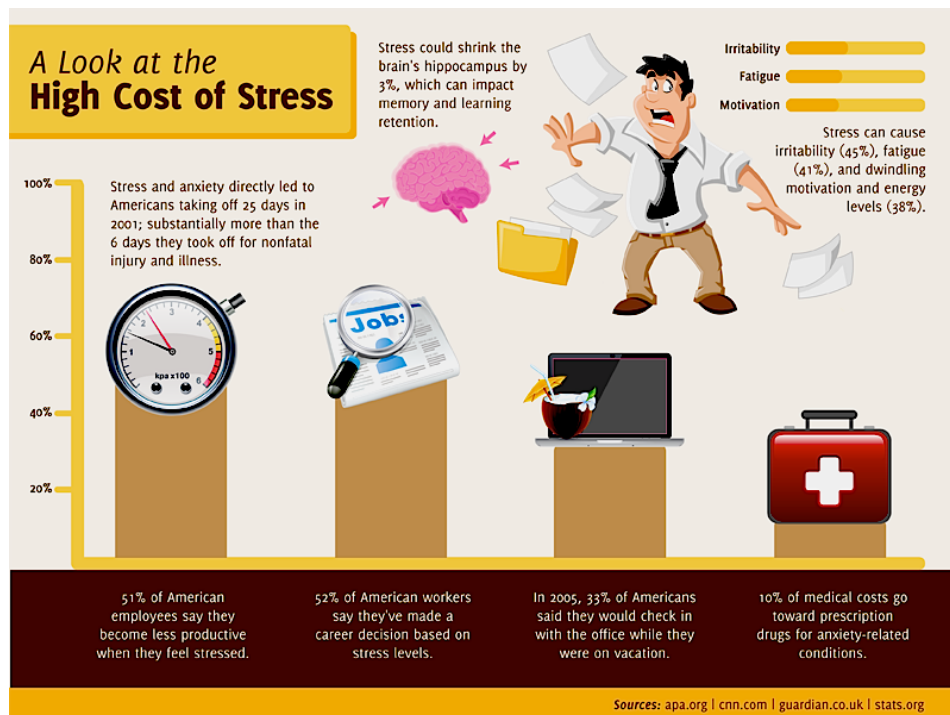 A Look at the
High Cost of Stress
Stress could shrink the
brain's hippocampus by
3%, which can impact
memory and learning
retention.
Irritability
Fatigue
Motivation
Stress can cause
irritability (45%), fatigue
(41%), and dwindling
motivation and energy
levels (38%).
Stress and anxiety directly led to
Americans taking off 25 days in
2001; substantially more than the
6 days they took off for nonfatal
injury and illness.
100%
80%
60%
40%
20%
1
2
3
4
5
6
kpa x100
Jobs
51% of American
employees say they
become less productive
when they feel stressed.
52% of American workers
say they've made a
career decision based on
stress levels.
In 2005, 33% of Americans
said they would check in
with the office while they
were on vacation.
10% of medical costs go
toward prescription
drugs for anxiety-related
conditions.
Sources: apa.org | cnn.com | guardian.co.uk | stats.org